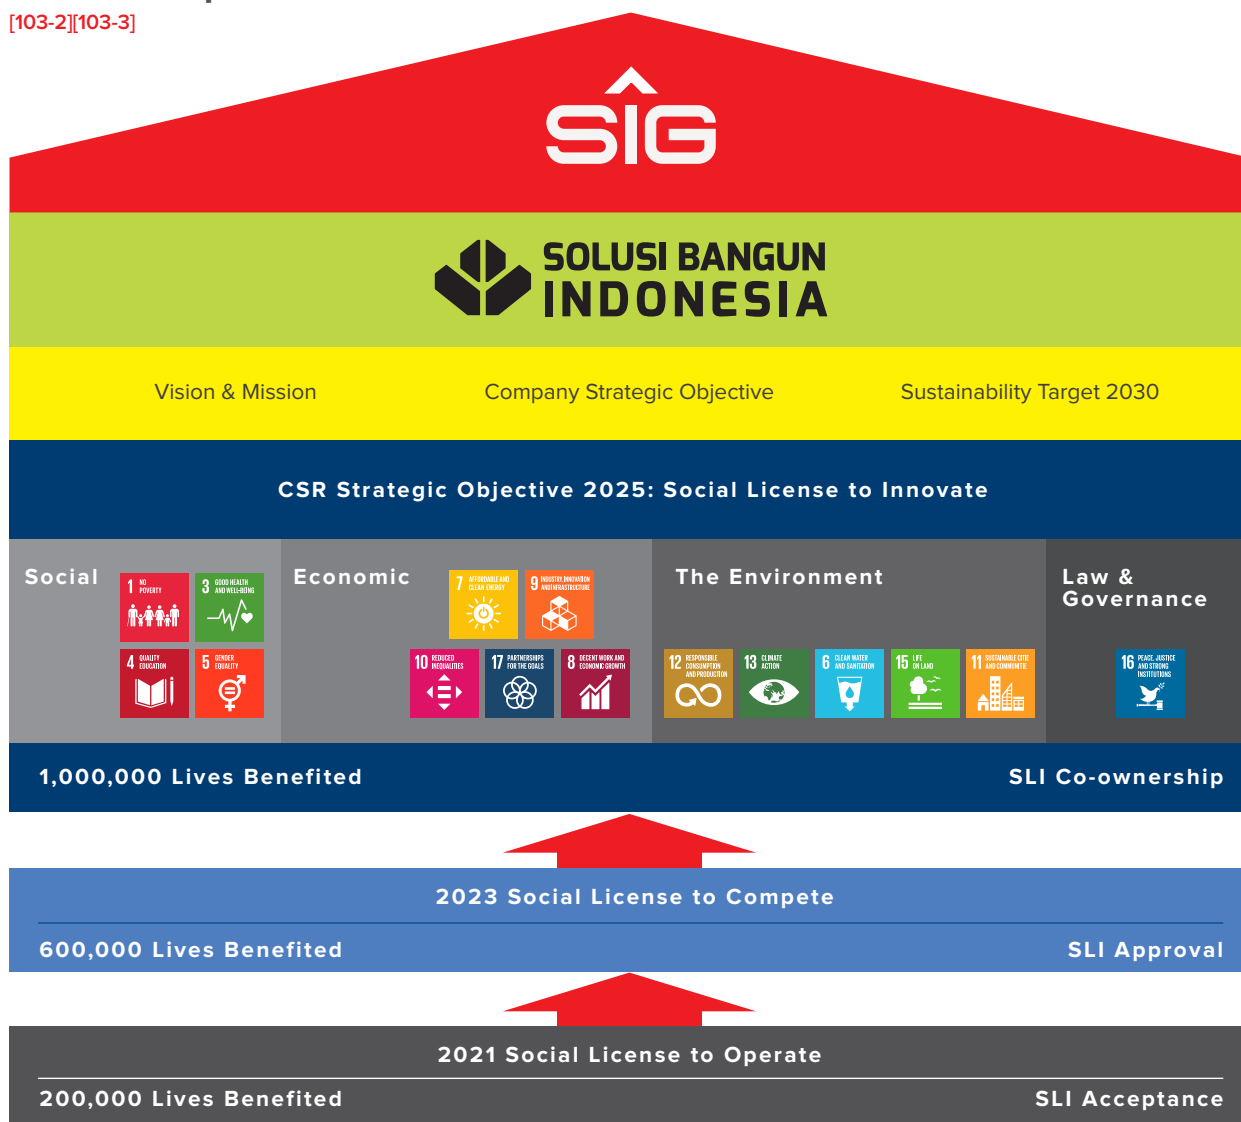 [103-2][103-3]
SIG
SOLUSI BANGUN
INDONESIA
Vision & Mission
Company Strategic Objective
Sustainability Target 2030
CSR Strategic Objective 2025: Social License to Innovate
Social
1 NO
POVERTY
3 GOOD HEALTH
AND WELL-BEING
4 QUALITY
EDUCATION
5 GENDER
EQUALITY
Economic
7 AFFORDABLE AND
CLEAN ENERGY
9 INDUSTRY, INNOVATION
AND INFRASTRUCTURE
10 REDUCED
INEQUALITIES
17 PARTNERSHIPS
FOR THE GOALS
8 DECENT WORK AND
ECONOMIC GROWTH
The Environment
12 RESPONSIBLE
CONSUMPTION
AND PRODUCTION
13 CLIMATE
ACTION
6 CLEAN WATER
AND SANITATION
15 LIFE
ON LAND
11 SUSTAINABLE CITIE
AND COMMUNITIE
Law &
Governance
16 PEACE, JUSTICE
AND STRONG
INSTITUTIONS
1,000,000 Lives Benefited
SLI Co-ownership
2023 Social License to Compete
600,000 Lives Benefited
SLI Approval
2021 Social License to Operate
200,000 Lives Benefited
SLI Acceptance